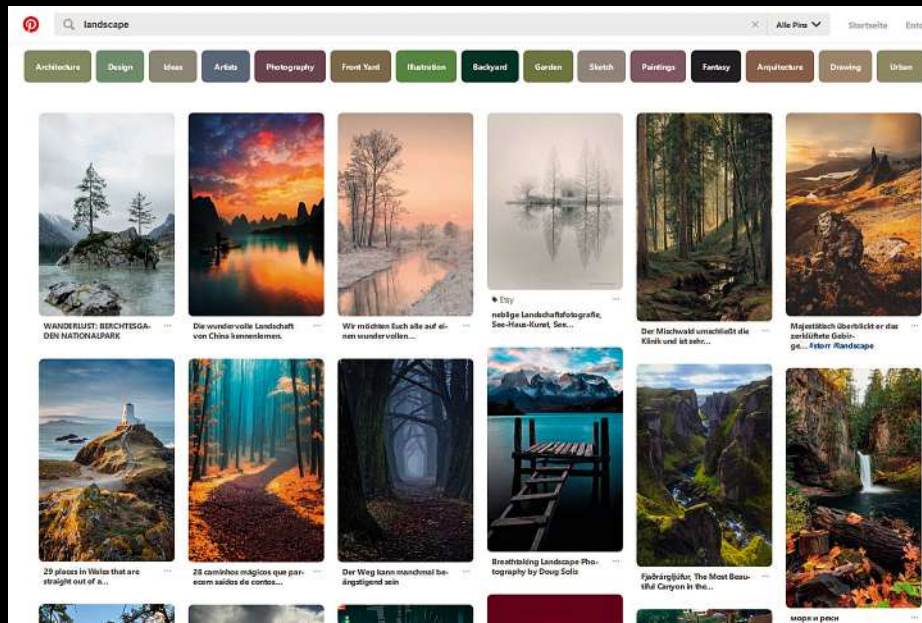 landscape
Alle Pins
Startseite
Architecture
Design
Ideas
Artists
Photography
Front Yard
Illustration
Backyard
Garden
Sketch
Paintings
Fantasy
Arquitecture
Drawing
Urban
WANDERLUST: BERCHTESGA-
DEN NATIONALPARK
Die wundervolle Landschaft
von China kennenlernen.
Wir möchten Euch alle auf ei-
nen wundervollen...
Etsy
neblige Landschaftsfotografie,
See-Haus-Kunst, See...
Der Mischwald umschließt die
Klinik und ist sehr...
Majestätisch überblickt er das
zerklüftete Gebir-
ge... #storr #landscape
29 places in Wales that are
straight out of a...
28 caminhos mágicos que par-
ecem saídos de contos...
Der Weg kann manchmal be-
ängstigend sein
Breathtaking Landscape Pho-
tography by Doug Solis
Fjaðrárgljúfur, The Most Beau-
tiful Canyon in the...
моря и реки